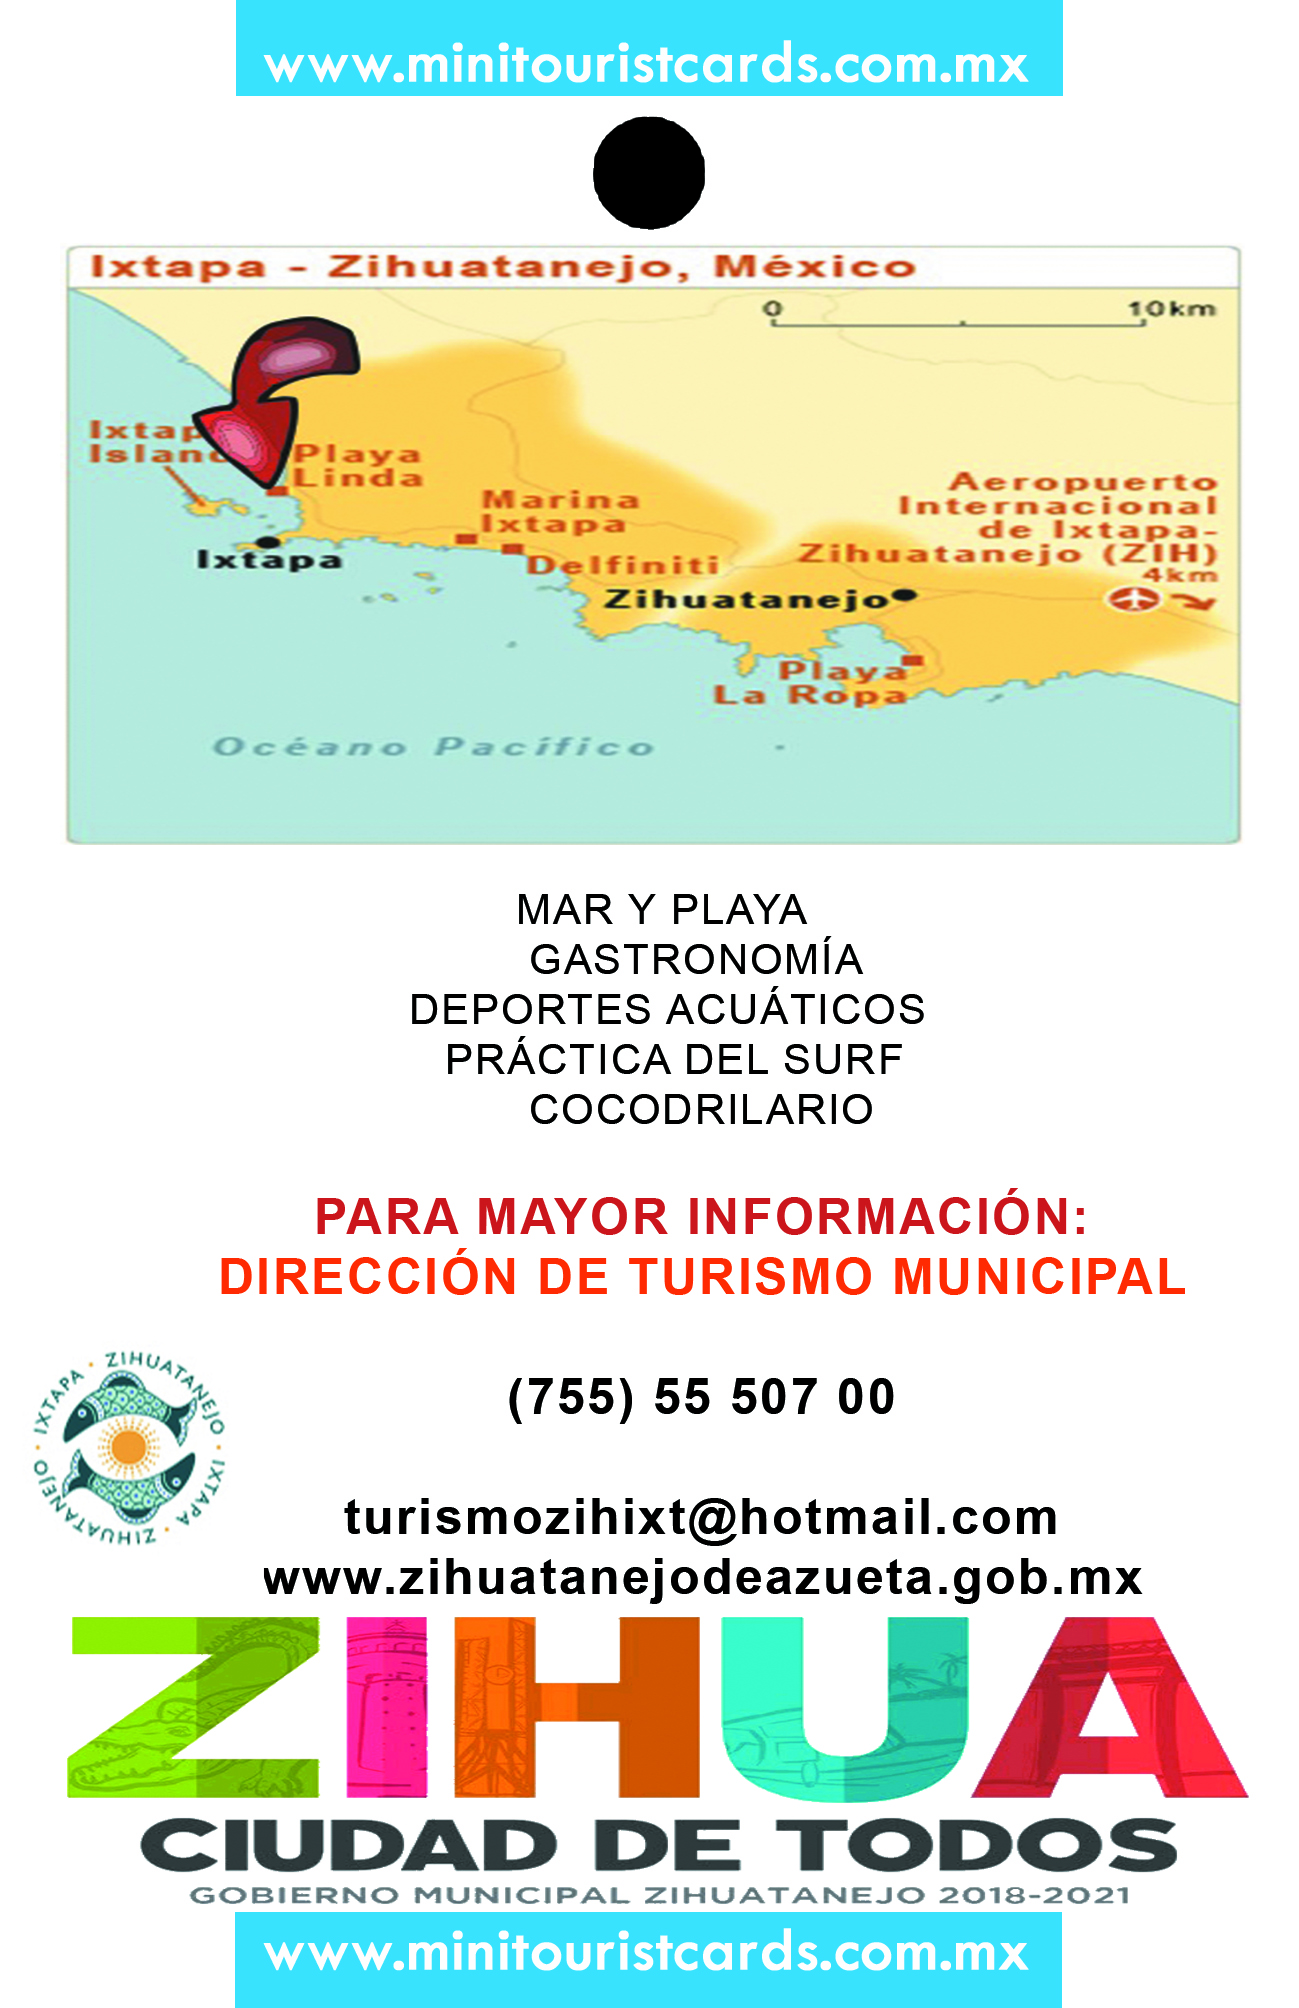 www.minitouristcards.com.mx
Ixtapa - Zihuatanejo, México
0 10km
Ixtap
Island
Playa
Linda
Marina
Ixtapa
Ixtapa
Delfiniti
Aeropuerto
Internacional
de Ixtapa-
Zihuatanejo (ZIH)
4km
Zihuatanejo
Playa
La Ropa
Océano Pacífico
MAR Y PLAYA
GASTRONOMÍA
DEPORTES ACUÁTICOS
PRÁCTICA DEL SURF
COCODRILARIO
PARA MAYOR INFORMACIÓN:
DIRECCIÓN DE TURISMO MUNICIPAL
IXTAPA · ZIHUATANEJO · IXTAPA · ZIHUATANEJO ·
(755) 55 507 00
turismozihixt@hotmail.com
www.zihuatanejodeazueta.gob.mx
ZIHUA
CIUDAD DE TODOS
GOBIERNO MUNICIPAL ZIHUATANEJO 2018-2021
www.minitouristcards.com.mx